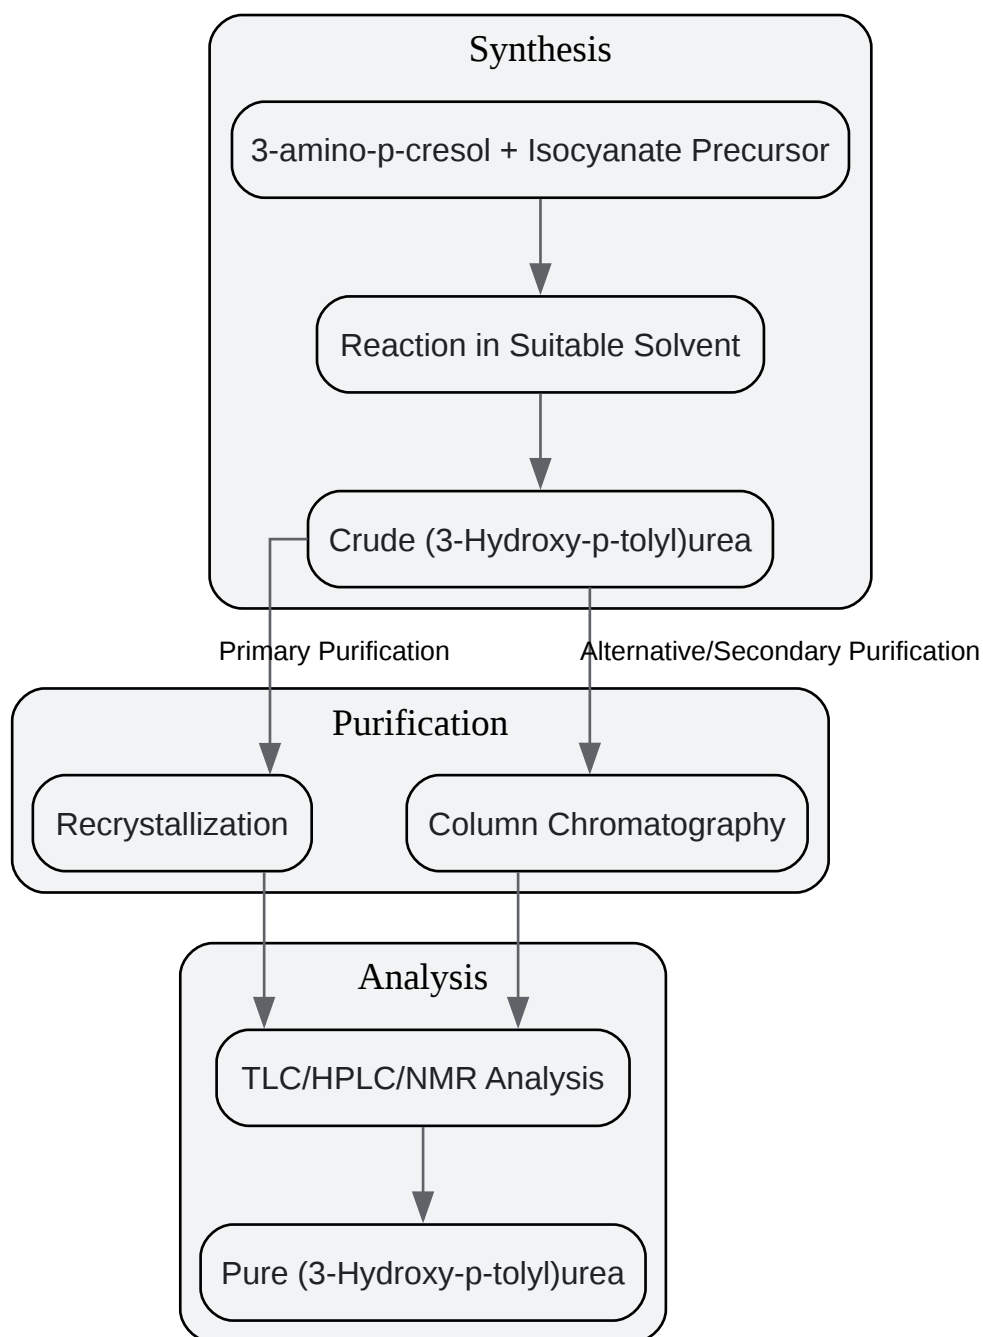 Synthesis
3-amino-p-cresol + Isocyanate Precursor
Reaction in Suitable Solvent
Crude (3-Hydroxy-p-tolyl)urea
Primary Purification
Alternative/Secondary Purification
Purification
Recrystallization
Column Chromatography
Analysis
TLC/HPLC/NMR Analysis
Pure (3-Hydroxy-p-tolyl)urea